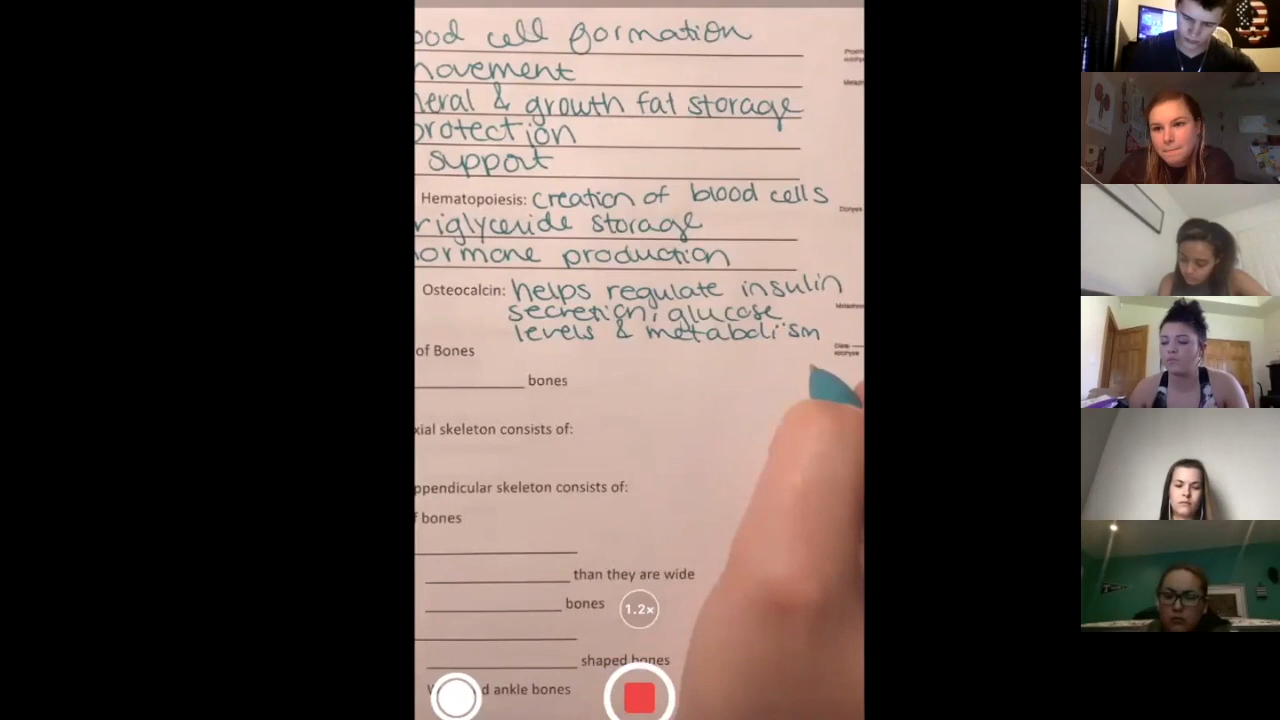 ood cell formation
ovement
neral & growth fat storage
protection
support
Hematopoiesis: creation of blood cells
riglyceride storage
ormone production
Osteocalcin: helps regulate insulin
secretion, glucose
levels & metabolism
of Bones
bones
xial skeleton consists of:
ppendicular skeleton consists of:
f bones
than they are wide
bones
1.2×
shaped bones
d ankle bones